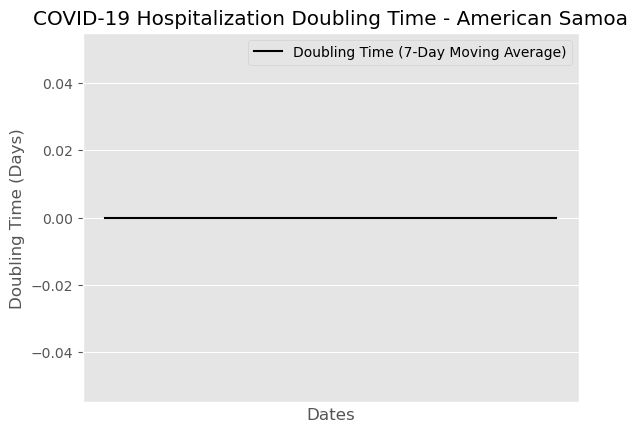 COVID-19 Hospitalization Doubling Time - American Samoa
Doubling Time (7-Day Moving Average)
Doubling Time (Days)
0.04
0.02
0.00
−0.02
−0.04
Dates